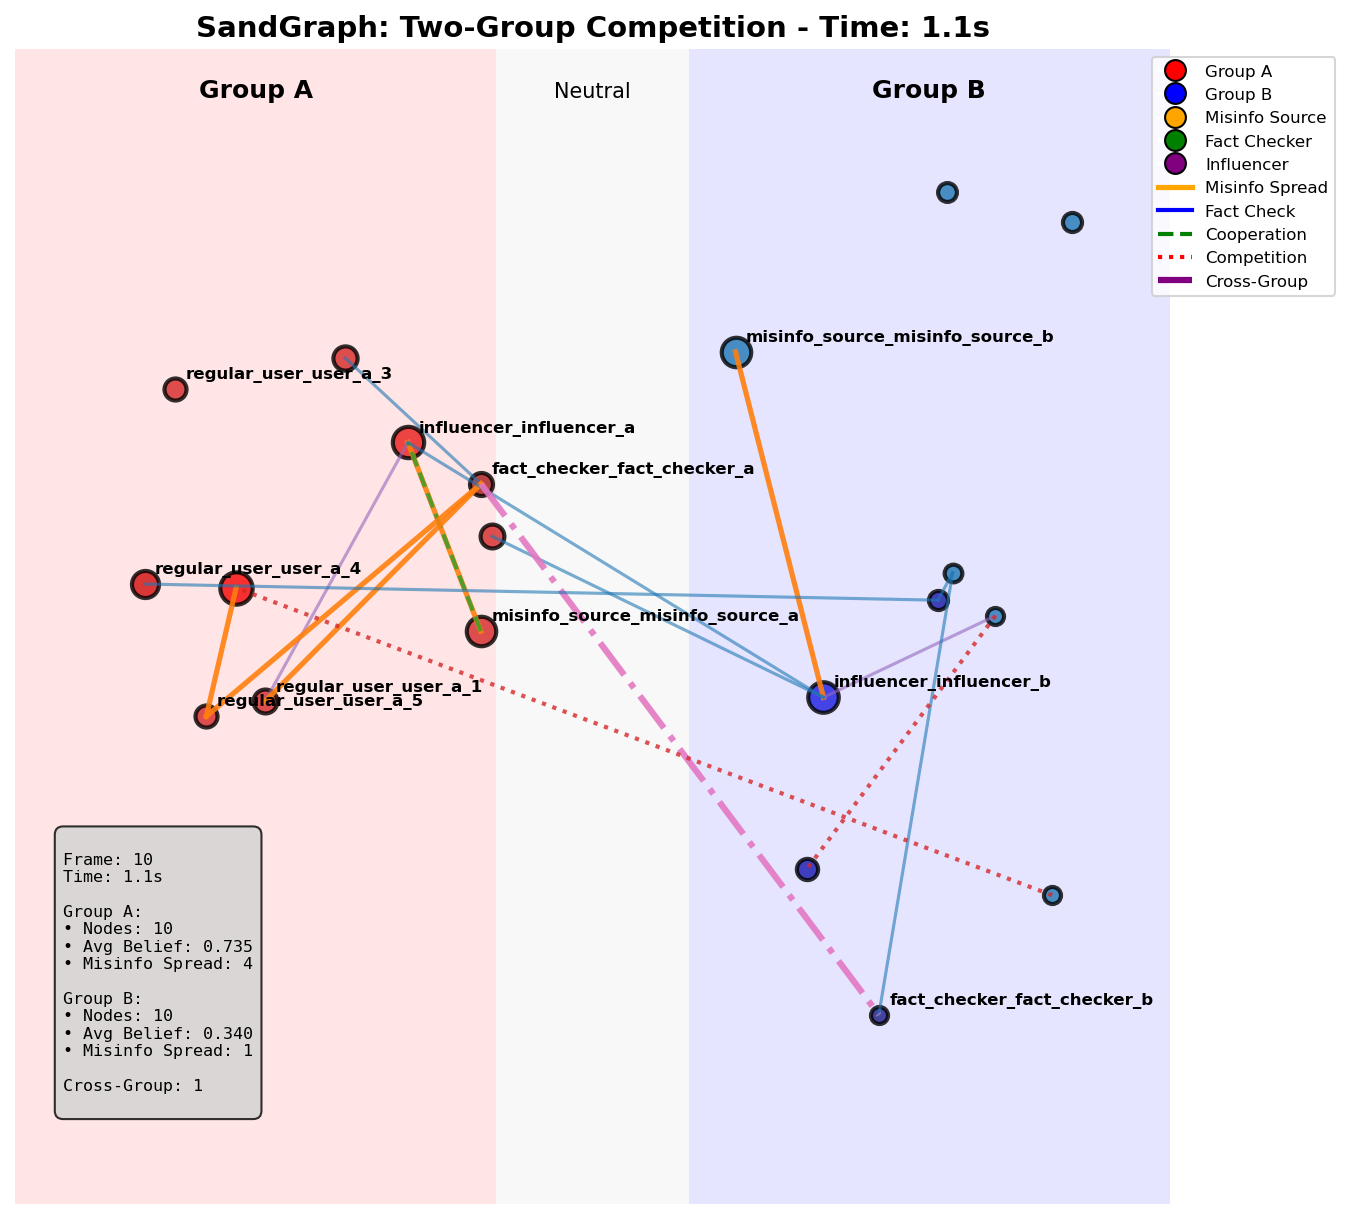 SandGraph: Two-Group Competition - Time: 1.1s
Group A
Neutral
Group B
Group A
Group B
Misinfo Source
Fact Checker
Influencer
Misinfo Spread
Fact Check
Cooperation
Competition
Cross-Group
misinfo_source_misinfo_source_b
regular_user_user_a_3
influencer_influencer_a
fact_checker_fact_checker_a
regular_user_user_a_4
misinfo_source_misinfo_source_a
influencer_influencer_b
regular_user_user_a_1
regular_user_user_a_5
fact_checker_fact_checker_b
Frame: 10
Time: 1.1s
Group A:
• Nodes: 10
• Avg Belief: 0.735
• Misinfo Spread: 4
Group B:
• Nodes: 10
• Avg Belief: 0.340
• Misinfo Spread: 1
Cross-Group: 1